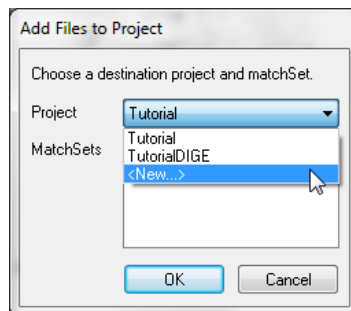 Add Files to Project
Choose a destination project and matchSet.
Project
Tutorial
Tutorial
TutorialDIGE
MatchSets
<New...>
OK
Cancel